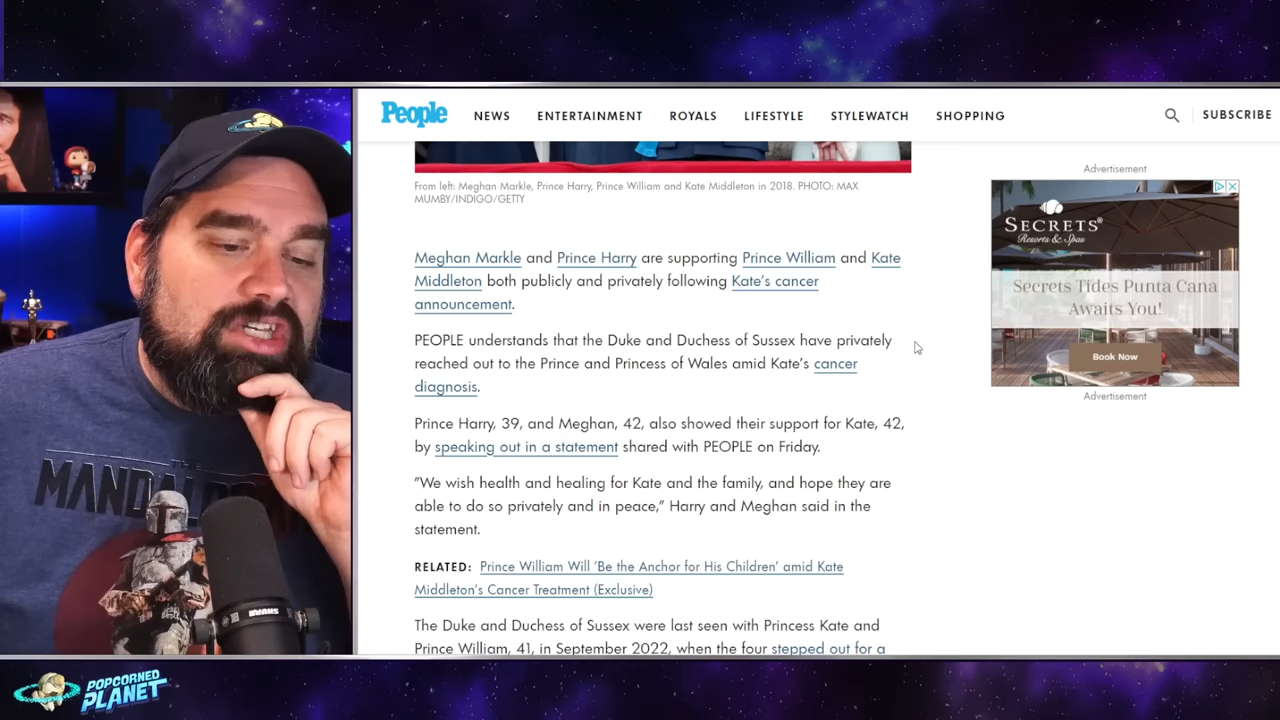 People
NEWS
ENTERTAINMENT
ROYALS
LIFESTYLE
STYLEWATCH
SHOPPING
SUBSCRIBE
From left: Meghan Markle, Prince Harry, Prince William and Kate Middleton in 2018. PHOTO: MAX
MUMBY/INDIGO/GETTY
Meghan Markle and Prince Harry are supporting Prince William and Kate
Middleton both publicly and privately following Kate's cancer
announcement.
PEOPLE understands that the Duke and Duchess of Sussex have privately
reached out to the Prince and Princess of Wales amid Kate's cancer
diagnosis.
Prince Harry, 39, and Meghan, 42, also showed their support for Kate, 42,
by speaking out in a statement shared with PEOPLE on Friday.
"We wish health and healing for Kate and the family, and hope they are
able to do so privately and in peace," Harry and Meghan said in the
statement.
RELATED: Prince William Will 'Be the Anchor for His Children' amid Kate
Middleton's Cancer Treatment (Exclusive)
The Duke and Duchess of Sussex were last seen with Princess Kate and
Prince William, 41, in September 2022, when the four stepped out for a
Advertisement
SECRETS®
Resorts & Spas
Secrets Tides Punta Cana
Awaits You!
Book Now
Advertisement
SHURE
POPCORNED
PLANET